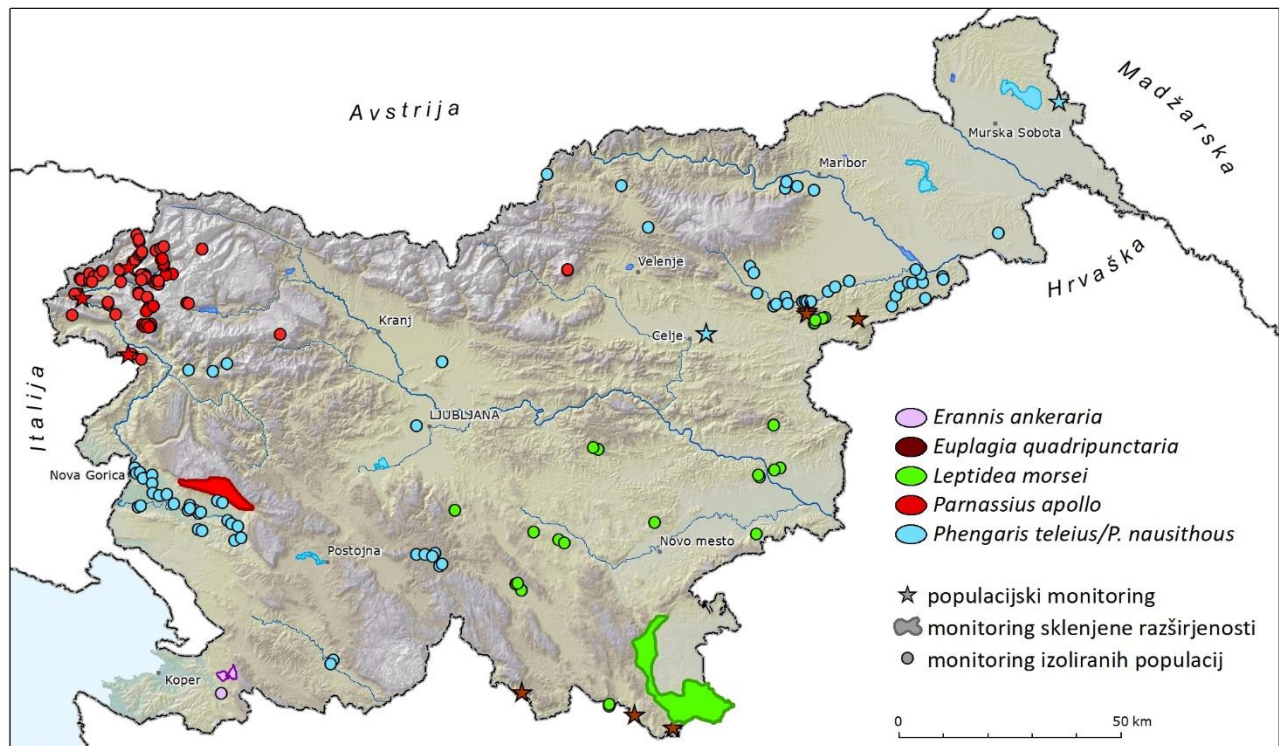 Avstrija
Madžarska
Murska Sobota
Maribor
Velenje
Hrvaška
Kranj
Celje
Italija
LJUBLJANA
Nova Gorica
Postojna
Novo mesto
Koper
Erannis ankeraria
Euplagia quadripunctaria
Leptidea morsei
Parnassius apollo
Phengaris teleius/P. nausithous
populacijski monitoring
monitoring sklenjene razširjenosti
monitoring izoliranih populacij
0 50 km